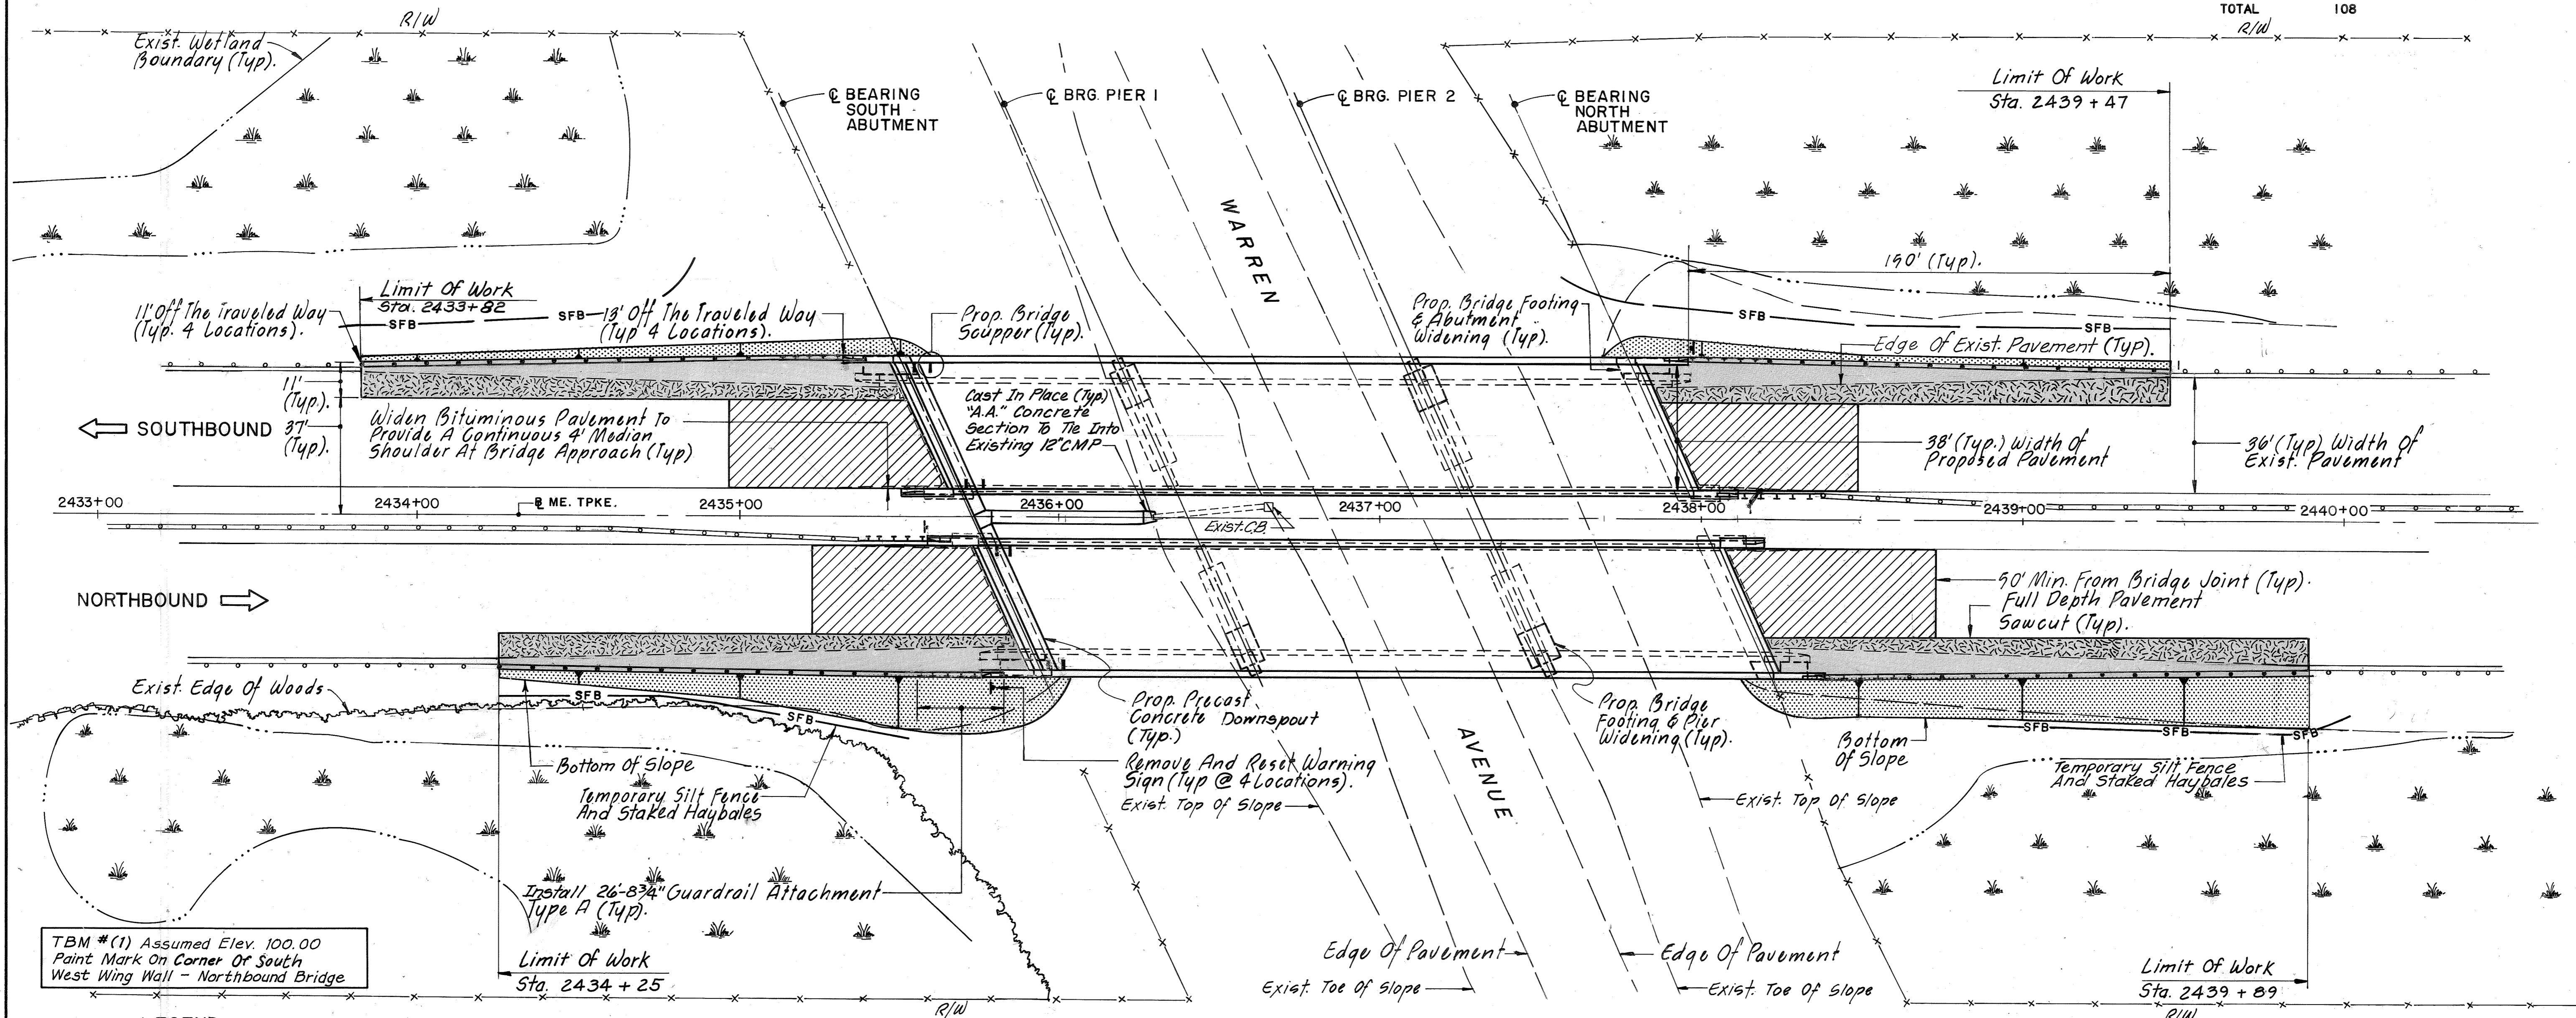 TOTAL 108
R/W
R/W
Exist. Wetland
Boundary (Typ).
Limit Of Work
Sta. 2439 + 47
℄ BEARING
SOUTH
ABUTMENT
℄ BRG. PIER 1
℄ BRG. PIER 2
℄ BEARING
NORTH
ABUTMENT
WARREN
150' (Typ).
Limit Of Work
Sta. 2433+82
11' Off The Traveled Way
(Typ. 4 Locations).
SFB
SFB
13' Off The Traveled Way
(Typ 4 Locations).
Prop. Bridge
Scupper (Typ).
Prop. Bridge Footing
& Abutment
Widening (Typ).
SFB
SFB
Edge Of Exist. Pavement (Typ).
11'
(Typ).
37'
(Typ).
SOUTHBOUND
Widen Bituminous Pavement To
Provide A Continuous 4' Median
Shoulder At Bridge Approach (Typ)
Cast In Place (Typ)
"A.A." Concrete
Section To Tie Into
Existing 12"CMP
38' (Typ.) Width Of
Proposed Pavement
36' (Typ) Width Of
Exist. Pavement
2433+00
2434+00
℄ ME. TPKE.
2435+00
2436+00
2437+00
2438+00
2439+00
2440+00
Exist. C.B.
NORTHBOUND
50' Min. From Bridge Joint (Typ).
Full Depth Pavement
Sawcut (Typ).
Exist. Edge Of Woods
SFB
SFB
Bottom Of Slope
Temporary Silt Fence
And Staked Haybales
Prop. Precast
Concrete Downspout
(Typ.)
Remove And Reset Warning
Sign (Typ @ 4 Locations).
Exist. Top Of Slope
AVENUE
Prop. Bridge
Footing & Pier
Widening (Typ).
Exist. Top Of Slope
Bottom
Of Slope
SFB
SFB
SFB
Temporary Silt Fence
And Staked Haybales
Install 26'-8¾" Guardrail Attachment
Type A (Typ).
TBM #(1) Assumed Elev. 100.00
Paint Mark On Corner Of South
West Wing Wall - Northbound Bridge
Limit Of Work
Sta. 2434 + 25
Edge Of Pavement
Edge Of Pavement
Exist. Toe Of Slope
Exist. Toe Of Slope
Limit Of Work
Sta. 2439 + 89
R/W
R/W